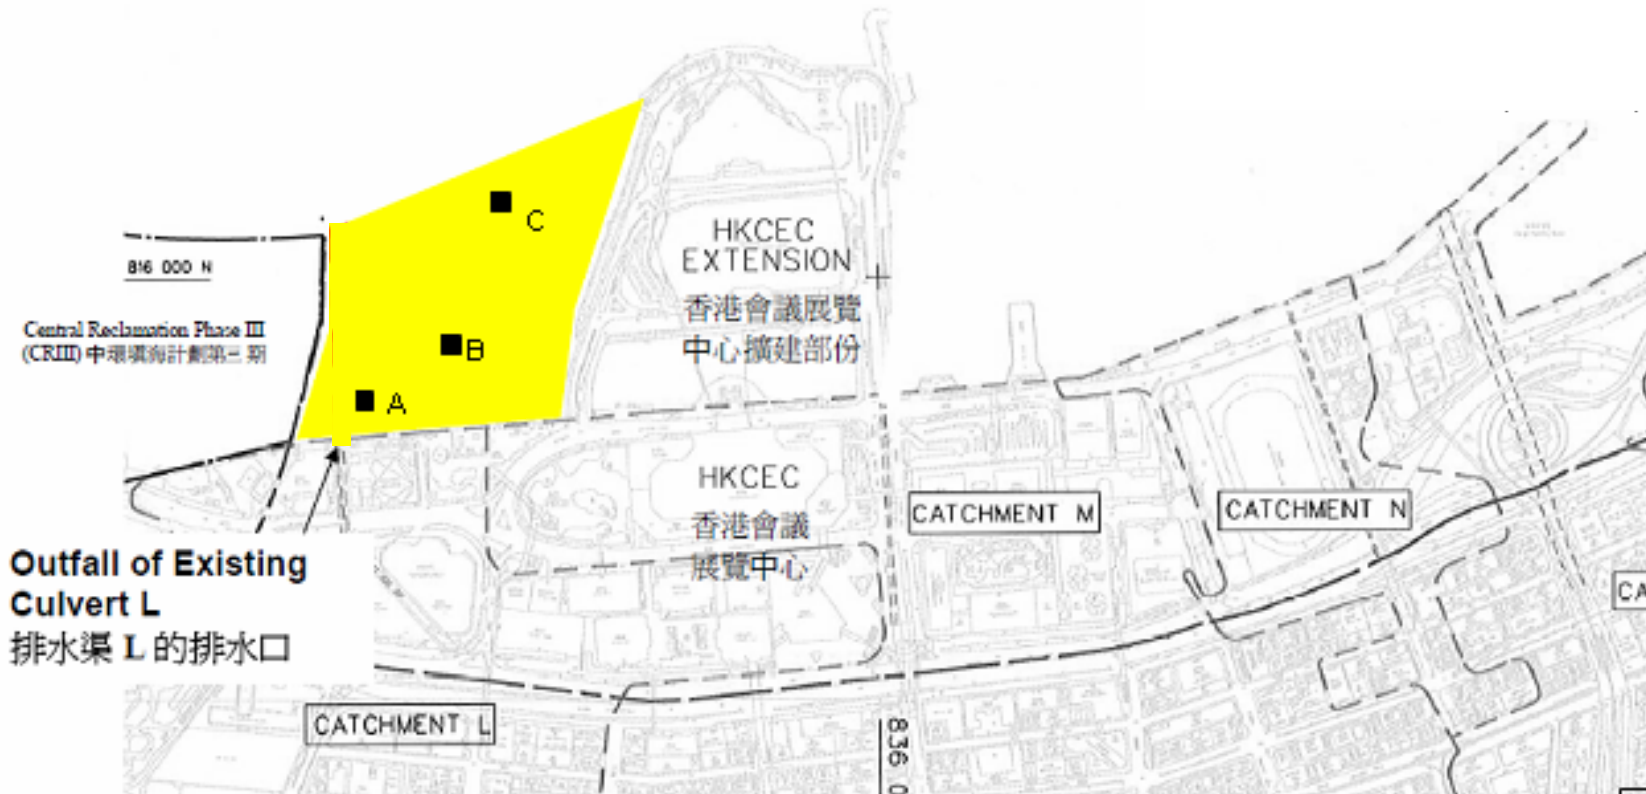 C
HKCEC
EXTENSION
香港會議展覽
中心擴建部份
816 000 N
Central Reclamation Phase III
(CRIII) 中環填海計劃第三期
B
A
HKCEC
香港會議
展覽中心
CATCHMENT M
CATCHMENT N
Outfall of Existing
Culvert L
排水渠 L 的排水口
CA
CATCHMENT L
836 0